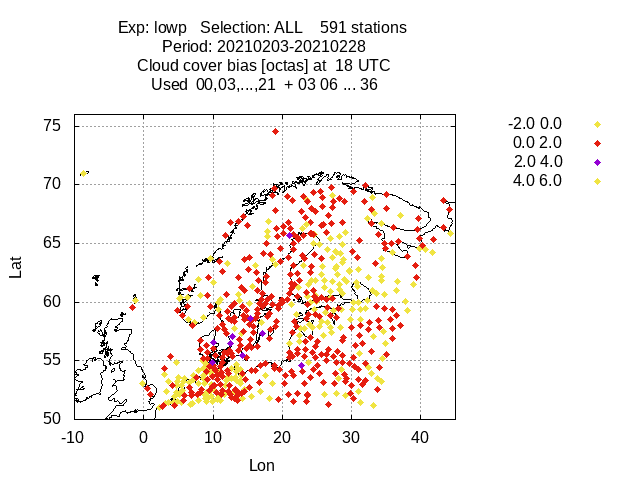 Exp: lowp   Selection: ALL    591 stations
Period: 20210203-20210228
Cloud cover bias [octas] at  18 UTC
Used  00,03,...,21  + 03 06 ... 36
-2.0 0.0
0.0 2.0
2.0 4.0
4.0 6.0
75
70
65
60
55
50
Lat
-10 0 10 20 30 40
Lon